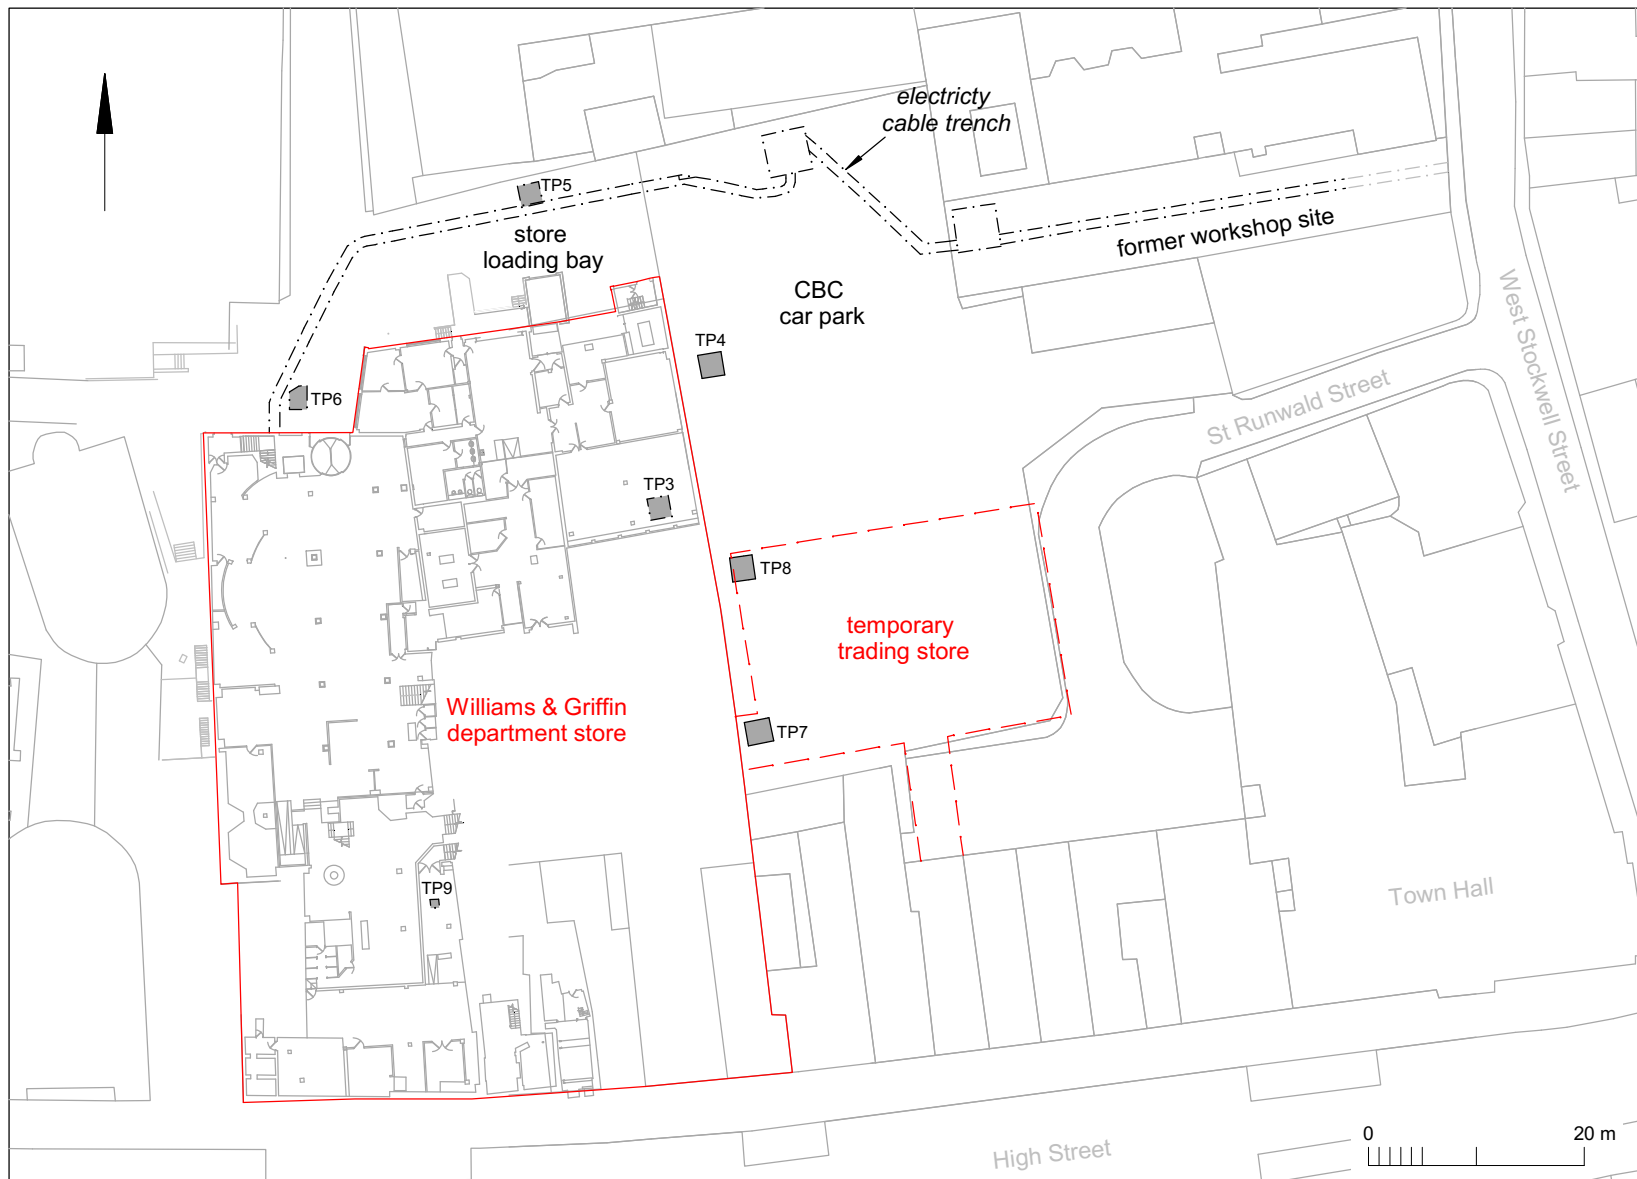 electricty
cable trench
TP5
store
loading bay
former workshop site
CBC
car park
TP4
TP6
West Stockwell Street
St Runwald Street
TP3
TP8
temporary
trading store
Williams & Griffin
department store
TP7
TP9
Town Hall
High Street
0 20 m